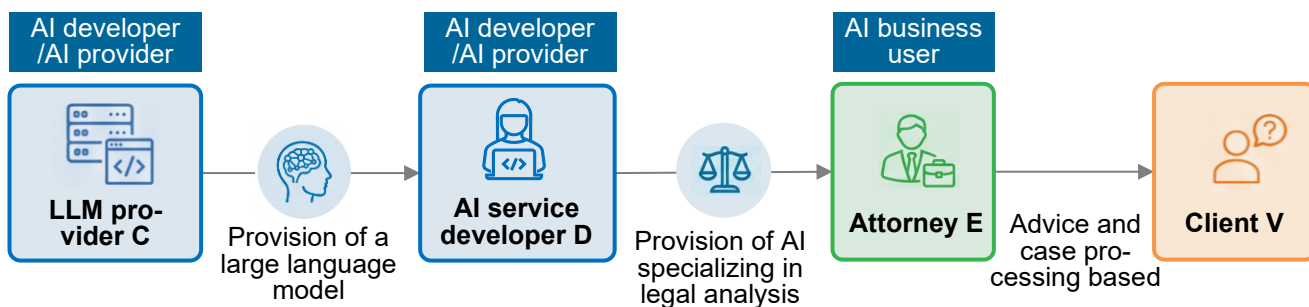 AI developer
/AI provider
AI developer
/AI provider
AI business
user
LLM pro-
vider C
Provision of a
large language
model
AI service
developer D
Provision of AI
specializing in
legal analysis
Attorney E
Advice and
case pro-
cessing based
Client V